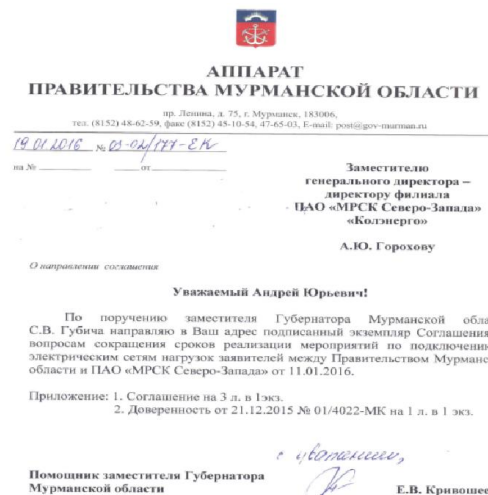 АППАРАТ
ПРАВИТЕЛЬСТВА МУРМАНСКОЙ ОБЛАСТИ
пр. Ленина, д. 75, г. Мурманск, 183006,
тел. (8152) 48-62-59, факс (8152) 45-10-54, 47-65-03, E-mail: post@gov-murman.ru
19.01.2016 № 03-02/177-ЕК
на № от
Заместителю
генерального директора –
директору филиала
ПАО «МРСК Северо-Запада»
«Колэнерго»
А.Ю. Горохову
О направлении соглашения
Уважаемый Андрей Юрьевич!
По поручению заместителя Губернатора Мурманской обла
С.В. Губича направляю в Ваш адрес подписанный экземпляр Соглашения
вопросам сокращения сроков реализации мероприятий по подключению
электрическим сетям нагрузок заявителей между Правительством Мурманс
области и ПАО «МРСК Северо-Запада» от 11.01.2016.
Приложение: 1. Соглашение на 3 л. в 1экз.
2. Доверенность от 21.12.2015 № 01/4022-МК на 1 л. в 1 экз.
с уважением,
Помощник заместителя Губернатора
Мурманской области Е.В. Кривошее